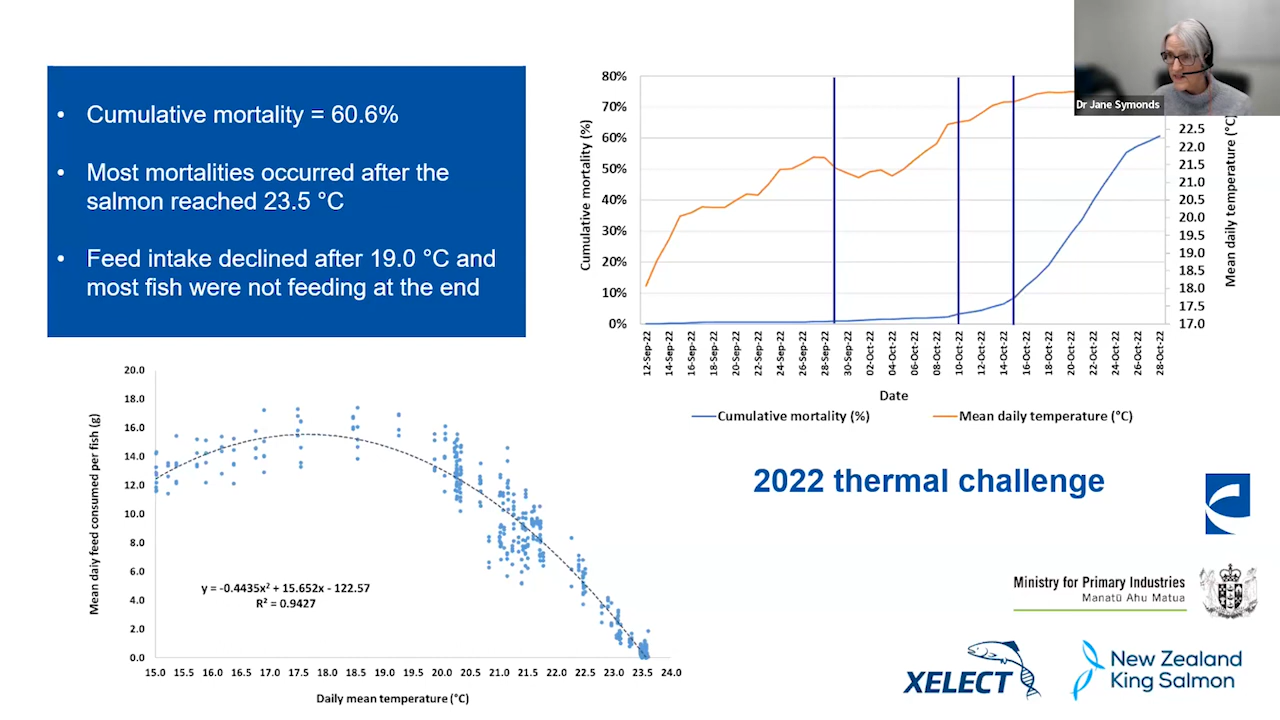 • Cumulative mortality = 60.6%
• Most mortalities occurred after the
salmon reached 23.5 °C
• Feed intake declined after 19.0 °C and
most fish were not feeding at the end
Dr Jane Symonds
80%
70%
60%
50%
40%
30%
20%
10%
0%
Cumulative mortality (%)
22.5
22.0
21.5
21.0
20.5
20.0
19.5
19.0
18.5
18.0
17.5
17.0
Mean daily temperature (°C)
12-Sep-22
14-Sep-22
16-Sep-22
18-Sep-22
20-Sep-22
22-Sep-22
24-Sep-22
26-Sep-22
28-Sep-22
30-Sep-22
02-Oct-22
04-Oct-22
06-Oct-22
08-Oct-22
10-Oct-22
12-Oct-22
14-Oct-22
16-Oct-22
18-Oct-22
20-Oct-22
22-Oct-22
24-Oct-22
26-Oct-22
28-Oct-22
Date
Cumulative mortality (%)
Mean daily temperature (°C)
20.0
18.0
16.0
14.0
12.0
10.0
8.0
6.0
4.0
2.0
0.0
Mean daiy feed consumed per fish (g)
y = -0.4435x² + 15.652x - 122.57
R² = 0.9427
15.0 15.5 16.0 16.5 17.0 17.5 18.0 18.5 19.0 19.5 20.0 20.5 21.0 21.5 22.0 22.5 23.0 23.5 24.0
Daily mean temperature (°C)
2022 thermal challenge
Ministry for Primary Industries
Manatū Ahu Matua
XELECT
New Zealand
King Salmon